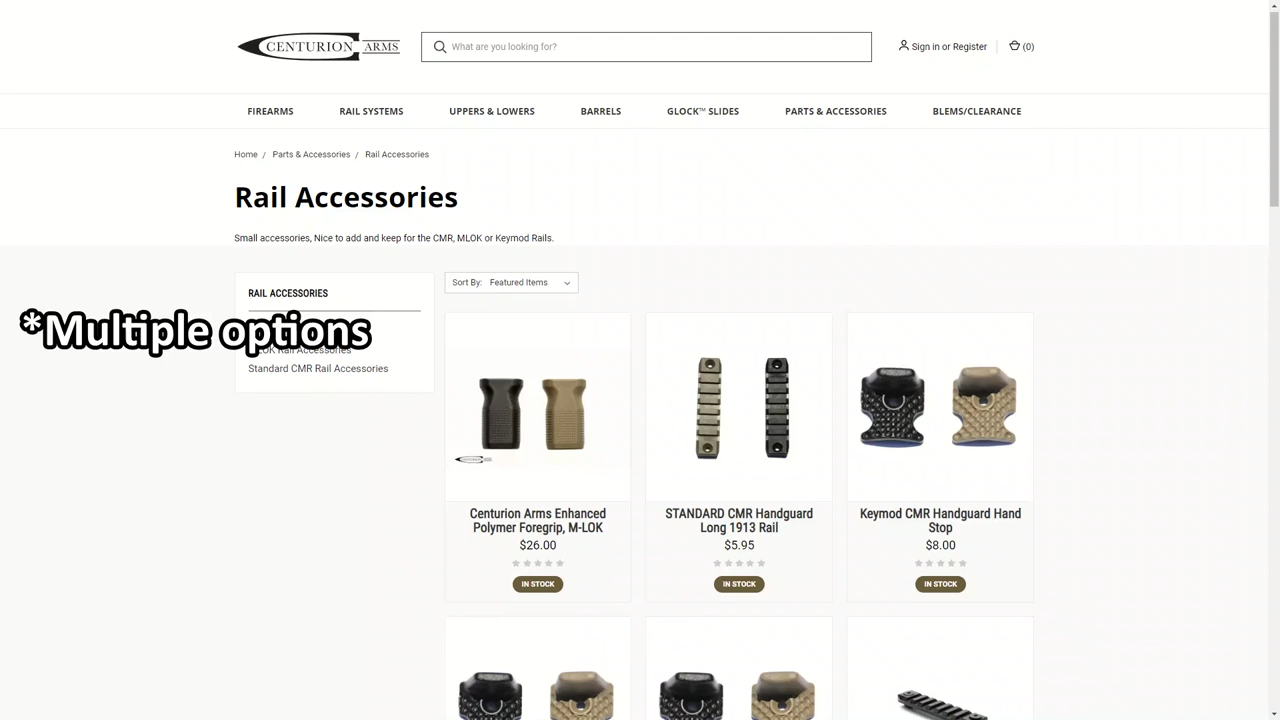 CENTURION ARMS
What are you looking for?
Sign in or Register
(0)
FIREARMS
RAIL SYSTEMS
UPPERS & LOWERS
BARRELS
GLOCK™ SLIDES
PARTS & ACCESSORIES
BLEMS/CLEARANCE
Home / Parts & Accessories / Rail Accessories
Rail Accessories
Small accessories, Nice to add and keep for the CMR, MLOK or Keymod Rails.
RAIL ACCESSORIES
*Multiple options
Rail Accessories
Standard CMR Rail Accessories
Sort By: Featured Items
Centurion Arms Enhanced
Polymer Foregrip, M-LOK
$26.00
IN STOCK
STANDARD CMR Handguard
Long 1913 Rail
$5.95
IN STOCK
Keymod CMR Handguard Hand
Stop
$8.00
IN STOCK